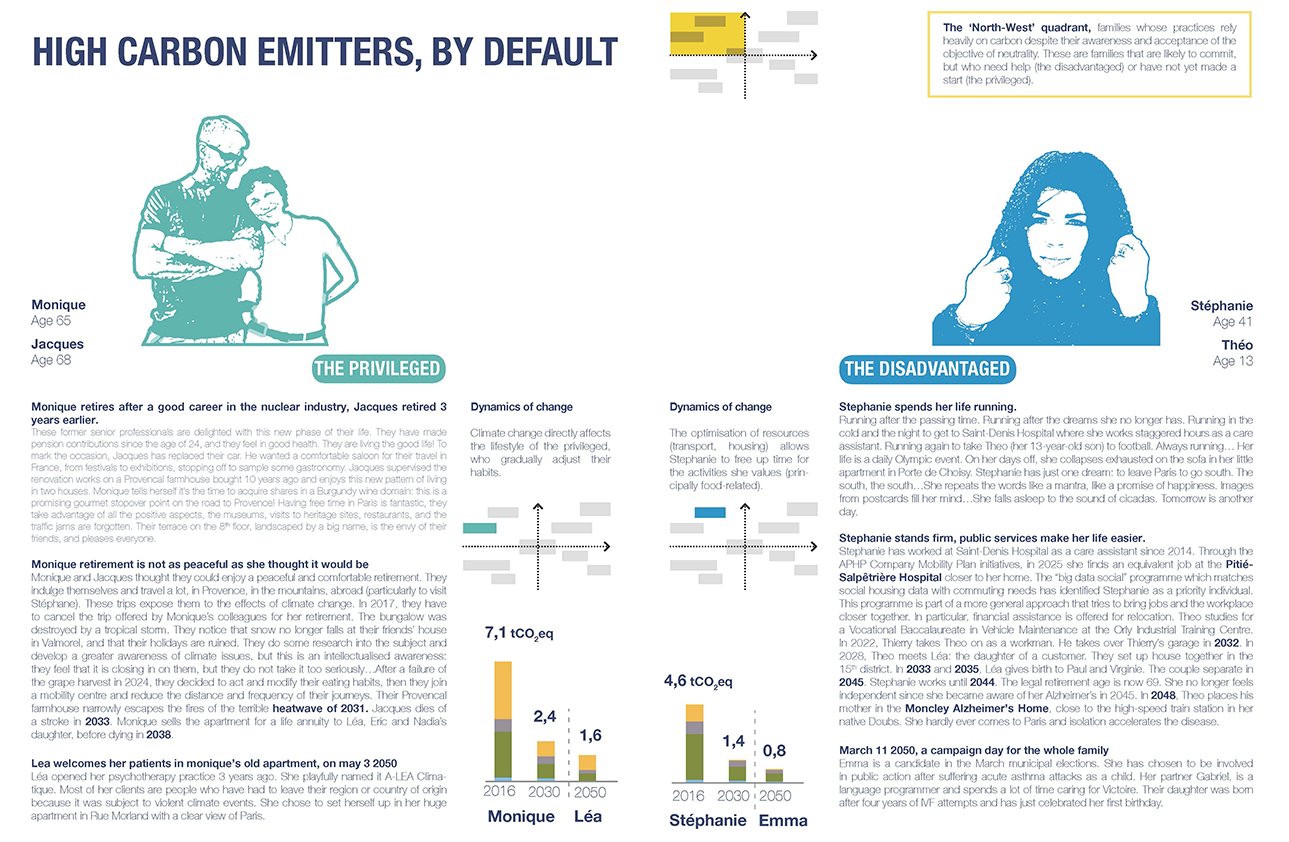 HIGH CARBON EMITTERS, BY DEFAULT
The ‘North-West’ quadrant, families whose practices rely
heavily on carbon despite their awareness and acceptance of the
objective of neutrality. These are families that are likely to commit,
but who need help (the disadvantaged) or have not yet made a
start (the privileged).
Monique
Age 65
Jacques
Age 68
THE PRIVILEGED
Stéphanie
Age 41
Théo
Age 13
THE DISADVANTAGED
Monique retires after a good career in the nuclear industry, Jacques retired 3
years earlier.
These former senior professionals are delighted with this new phase of their life. They have made
pension contributions since the age of 24, and they feel in good health. They are living the good life! To
mark the occasion, Jacques has replaced their car. He wanted a comfortable saloon for their travel in
France, from festivals to exhibitions, stopping off to sample some gastronomy. Jacques supervised the
renovation works on a Provencal farmhouse bought 10 years ago and enjoys this new pattern of living
in two houses. Monique tells herself it's the time to acquire shares in a Burgundy wine domain: this is a
promising gourmet stopover point on the road to Provence! Having free time in Paris is fantastic, they
take advantage of all the positive aspects, the museums, visits to heritage sites, restaurants, and the
traffic jams are forgotten. Their terrace on the 8th floor, landscaped by a big name, is the envy of their
friends, and pleases everyone.
Monique retirement is not as peaceful as she thought it would be
Monique and Jacques thought they could enjoy a peaceful and comfortable retirement. They
indulge themselves and travel a lot, in Provence, in the mountains, abroad (particularly to visit
Stéphane). These trips expose them to the effects of climate change. In 2017, they have
to cancel the trip offered by Monique's colleagues for her retirement. The bungalow was
destroyed by a tropical storm. They notice that snow no longer falls at their friends' house
in Valmorel, and that their holidays are ruined. They do some research into the subject and
develop a greater awareness of climate issues, but this is an intellectualised awareness:
they feel that it is closing in on them, but they do not take it too seriously…After a failure of
the grape harvest in 2024, they decided to act and modify their eating habits, then they join
a mobility centre and reduce the distance and frequency of their journeys. Their Provencal
farmhouse narrowly escapes the fires of the terrible heatwave of 2031. Jacques dies of
a stroke in 2033. Monique sells the apartment for a life annuity to Léa, Eric and Nadia's
daughter, before dying in 2038.
Lea welcomes her patients in monique's old apartment, on may 3 2050
Léa opened her psychotherapy practice 3 years ago. She playfully named it A-LEA Clima-
tique. Most of her clients are people who have had to leave their region or country of origin
because it was subject to violent climate events. She chose to set herself up in her huge
apartment in Rue Morland with a clear view of Paris.
Dynamics of change
Climate change directly affects
the lifestyle of the privileged,
who gradually adjust their
habits.
7,1 tCO2eq
2,4
1,6
2016 2030 2050
Monique Léa
Dynamics of change
The optimisation of resources
(transport, housing) allows
Stephanie to free up time for
the activities she values (prin-
cipally food-related).
4,6 tCO2eq
1,4
0,8
2016 2030 2050
Stéphanie Emma
Stephanie spends her life running.
Running after the passing time. Running after the dreams she no longer has. Running in the
cold and the night to get to Saint-Denis Hospital where she works staggered hours as a care
assistant. Running again to take Theo (her 13-year-old son) to football. Always running… Her
life is a daily Olympic event. On her days off, she collapses exhausted on the sofa in her little
apartment in Porte de Choisy. Stephanie has just one dream: to leave Paris to go south. The
south, the south…She repeats the words like a mantra, like a promise of happiness. Images
from postcards fill her mind…She falls asleep to the sound of cicadas. Tomorrow is another
day.
Stephanie stands firm, public services make her life easier.
Stephanie has worked at Saint-Denis Hospital as a care assistant since 2014. Through the
APHP Company Mobility Plan initiatives, in 2025 she finds an equivalent job at the Pitié-
Salpêtrière Hospital closer to her home. The “big data social” programme which matches
social housing data with commuting needs has identified Stephanie as a priority individual.
This programme is part of a more general approach that tries to bring jobs and the workplace
closer together. In particular, financial assistance is offered for relocation. Theo studies for
a Vocational Baccalaureate in Vehicle Maintenance at the Orly Industrial Training Centre.
In 2022, Thierry takes Theo on as a workman. He takes over Thierry's garage in 2032. In
2028, Theo meets Léa: the daughter of a customer. They set up house together in the
15th district. In 2033 and 2035, Léa gives birth to Paul and Virginie. The couple separate in
2045. Stephanie works until 2044. The legal retirement age is now 69. She no longer feels
independent since she became aware of her Alzheimer's in 2045. In 2048, Theo places his
mother in the Moncley Alzheimer's Home, close to the high-speed train station in her
native Doubs. She hardly ever comes to Paris and isolation accelerates the disease.
March 11 2050, a campaign day for the whole family
Emma is a candidate in the March municipal elections. She has chosen to be involved
in public action after suffering acute asthma attacks as a child. Her partner Gabriel, is a
language programmer and spends a lot of time caring for Victoire. Their daughter was born
after four years of IVF attempts and has just celebrated her first birthday.